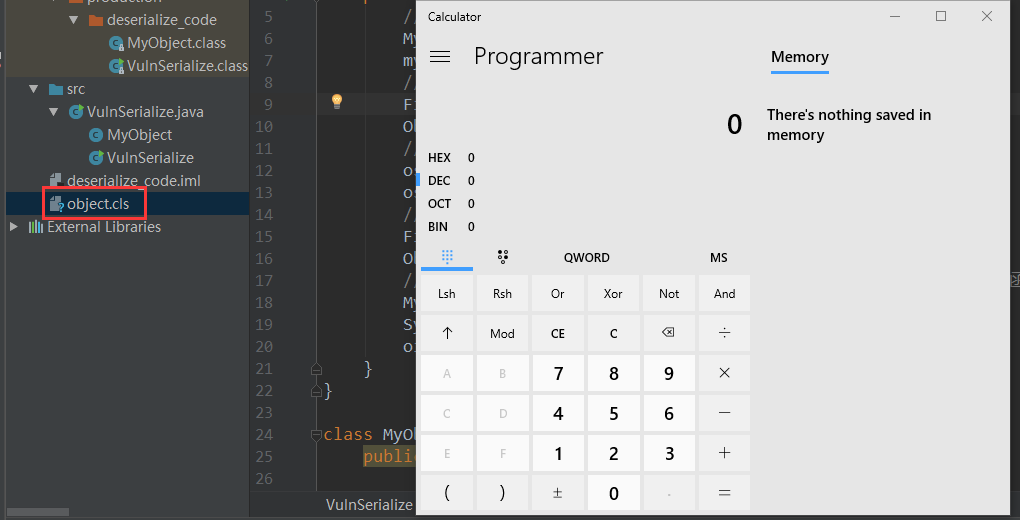 production
deserialize_code
MyObject.class
VulnSerialize.class
src
VulnSerialize.java
MyObject
VulnSerialize
deserialize_code.iml
object.cls
External Libraries
5 //
6 My
7 my
8 //
9 Fi
10 Ob
11 //
12 os
13 os
14 //
15 Fi
16 Ob
17 //
18 My
19 Sy
20 oi
21 }
22 }
23
24 class MyOb
25 public
26
VulnSerialize
Calculator
Programmer
Memory
0
There's nothing saved in
memory
HEX 0
DEC 0
OCT 0
BIN 0
QWORD MS
Lsh Rsh Or Xor Not And
↑ Mod CE C ⌫ ÷
A B 7 8 9 ×
C D 4 5 6 −
E F 1 2 3 +
( ) ± 0 . =